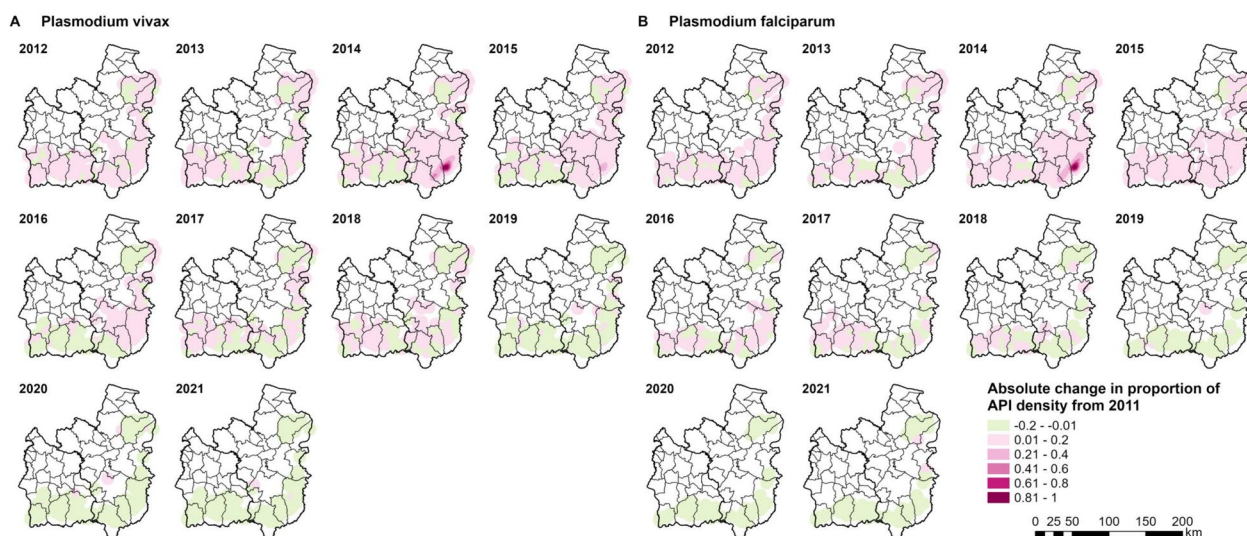 A Plasmodium vivax
B Plasmodium falciparum
2012
2013
2014
2015
2012
2013
2014
2015
2016
2017
2018
2019
2016
2017
2018
2019
2020
2021
2020
2021
Absolute change in proportion of
API density from 2011
-0.2 - -0.01
0.01 - 0.2
0.21 - 0.4
0.41 - 0.6
0.61 - 0.8
0.81 - 1
0 25 50 100 150 200
km